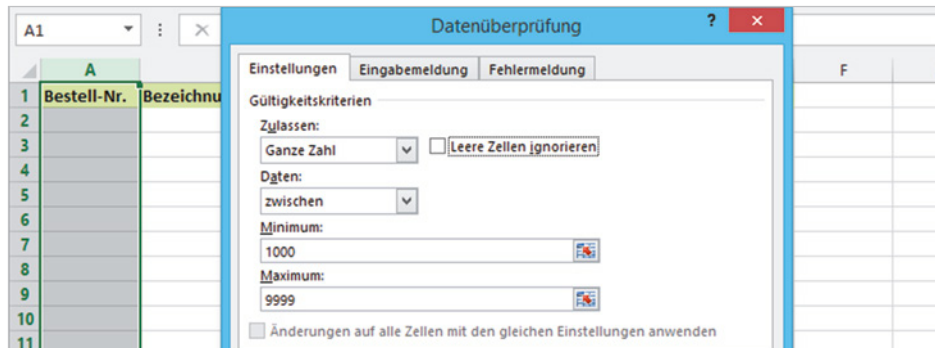 A1
Datenüberprüfung ?
Einstellungen Eingabemeldung Fehlermeldung
A F
1 Bestell-Nr. Bezeichnu
Gültigkeitskriterien
2
Zulassen:
3
Ganze Zahl Leere Zellen ignorieren
4
Daten:
5
zwischen
6
Minimum:
7
1000
8
Maximum:
9
9999
10
Änderungen auf alle Zellen mit den gleichen Einstellungen anwenden
11